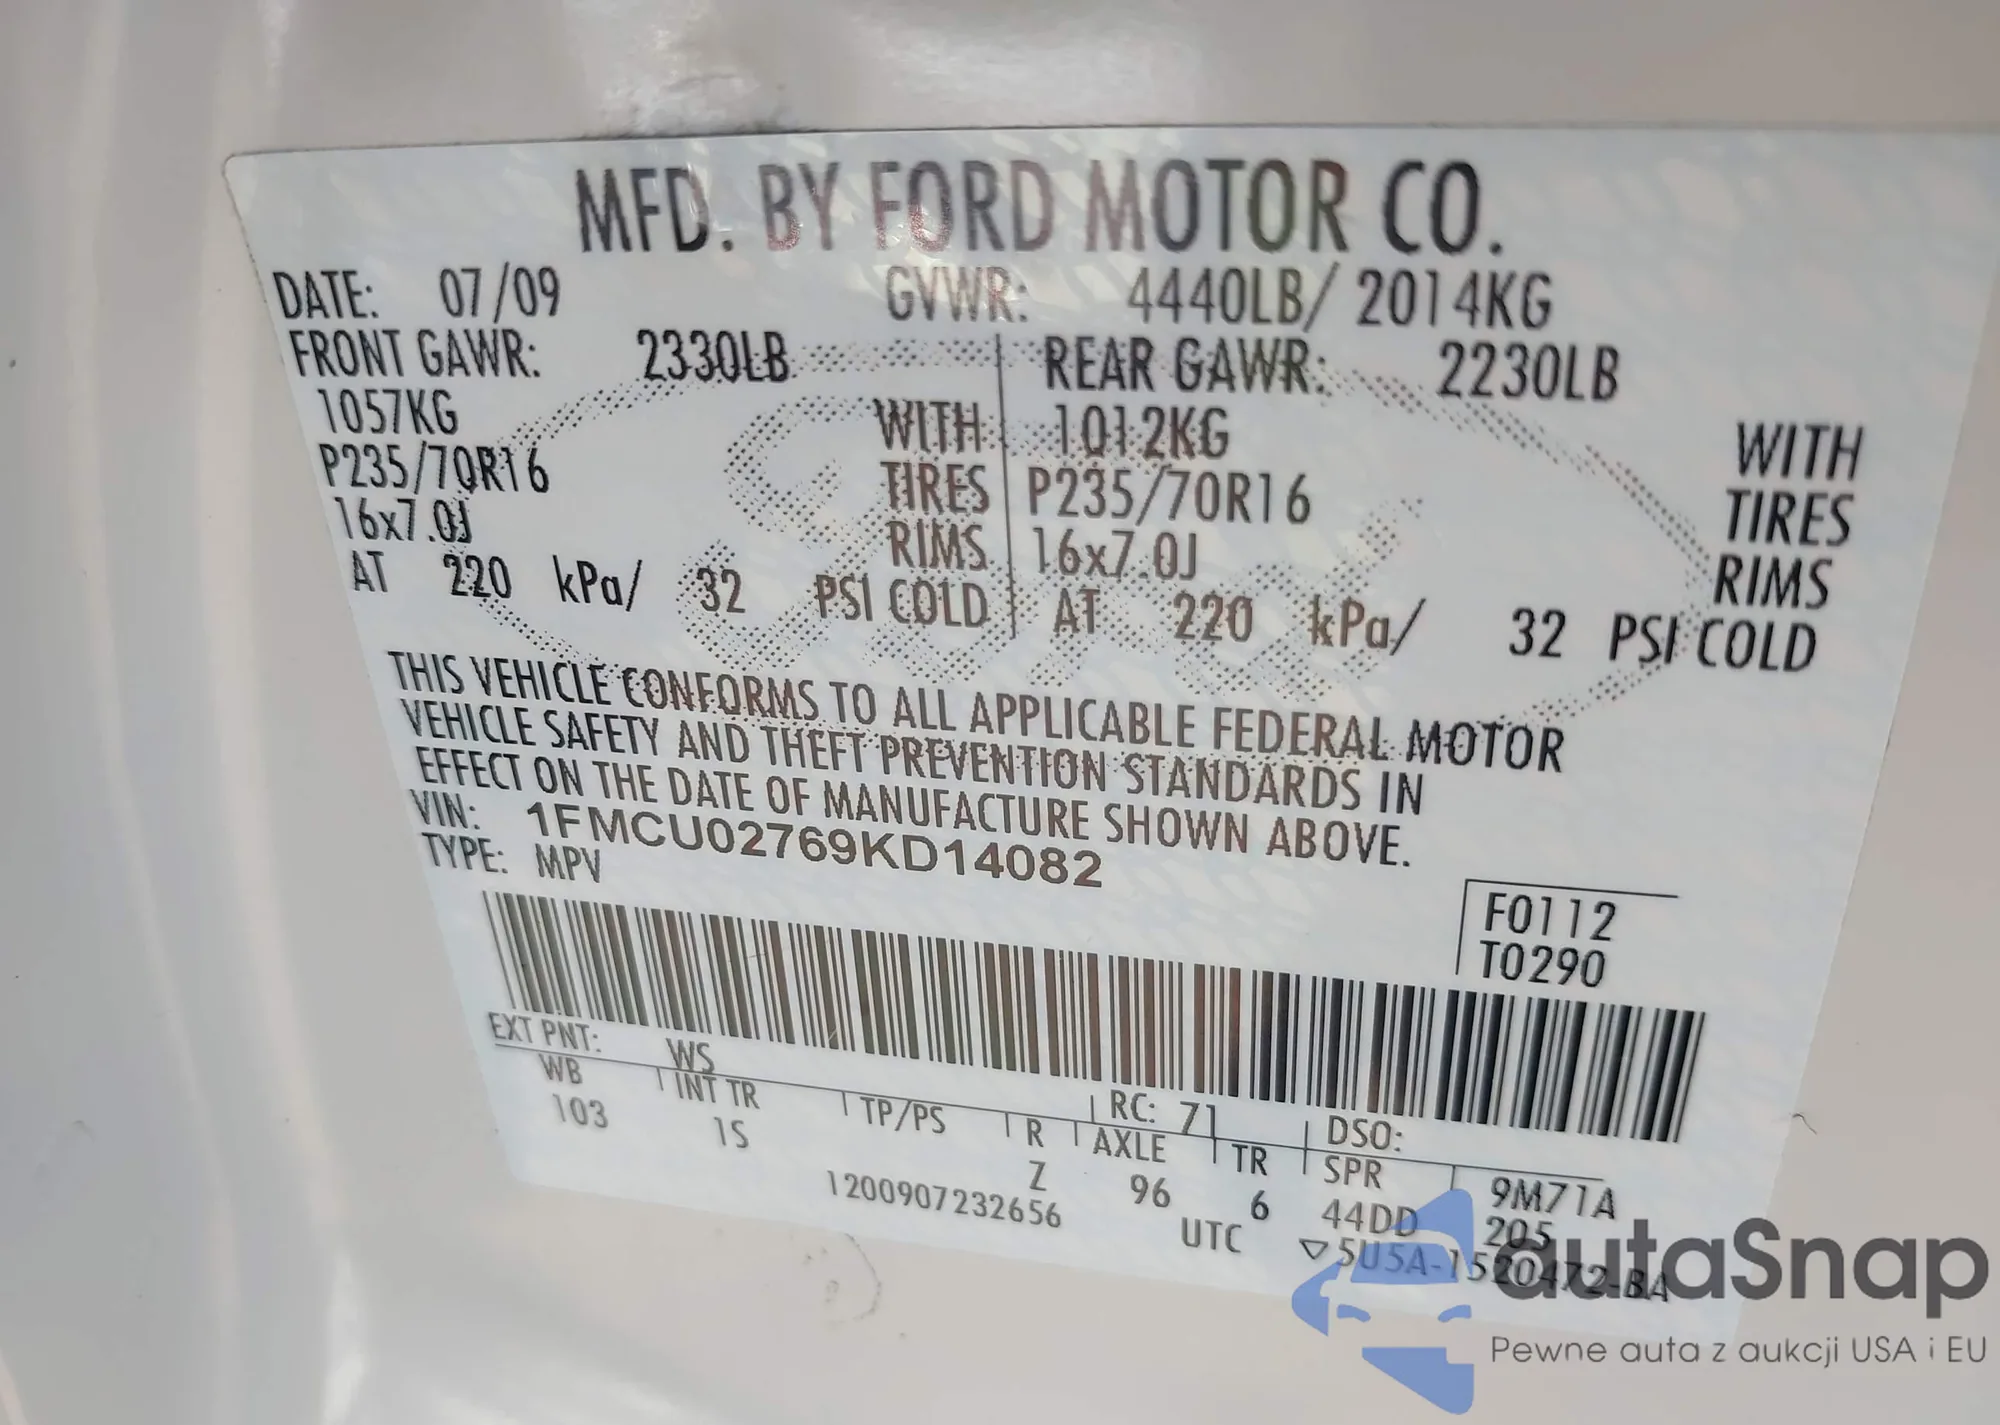 MFD. BY FORD MOTOR CO.
DATE: 07/09 GVWR: 4440LB/ 2014KG
FRONT GAWR: 2330LB REAR GAWR: 2230LB
1057KG WITH 1012KG WITH
P235/70R16 TIRES P235/70R16 TIRES
16x7.0J RIMS 16x7.0J RIMS
AT 220 kPa/ 32 PSI COLD AT 220 kPa/ 32 PSI COLD
THIS VEHICLE CONFORMS TO ALL APPLICABLE FEDERAL MOTOR
VEHICLE SAFETY AND THEFT PREVENTION STANDARDS IN
EFFECT ON THE DATE OF MANUFACTURE SHOWN ABOVE.
VIN: 1FMCU02769KD14082
TYPE: MPV
F0112
T0290
EXT PNT: WS RC: 71 DSO:
WB INT TR TP/PS R AXLE TR SPR 9M71A
103 1S Z 96 6 44DD 205
1200907232656 UTC ▽5U5A-1520472-BA
autaSnap
Pewne auta z aukcji USA i EU